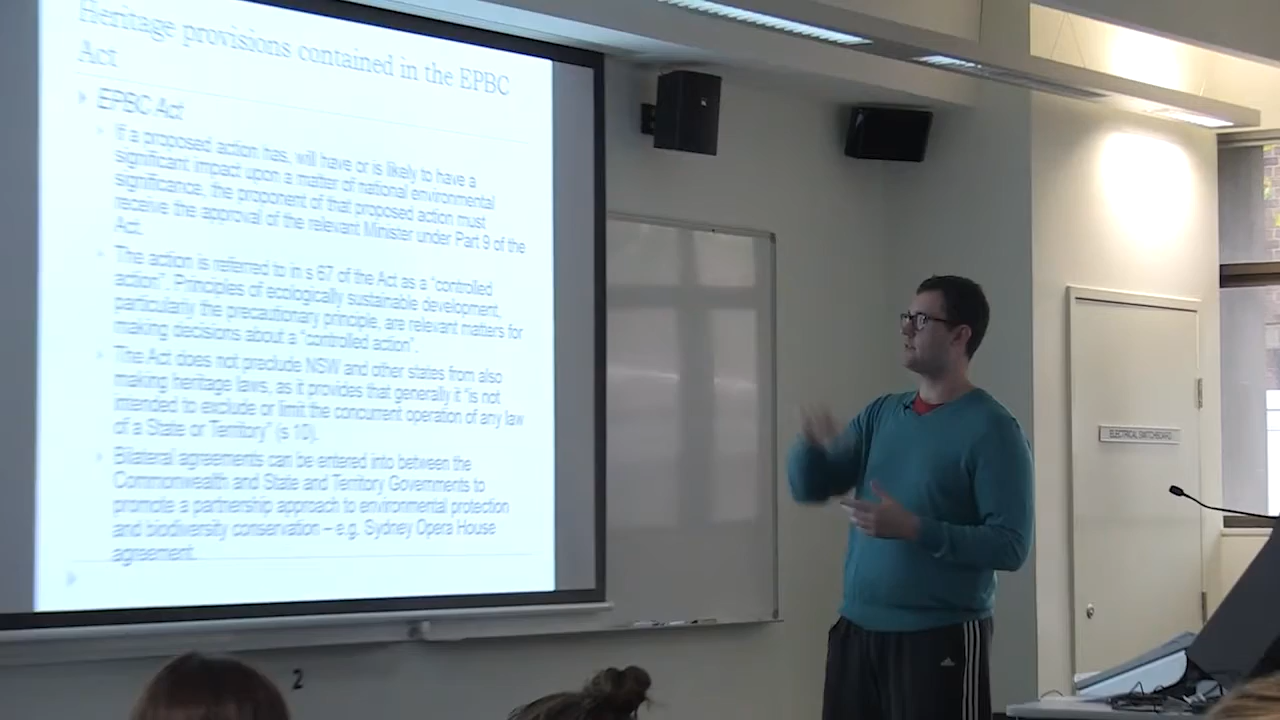 Heritage provisions contained in the EPBC
Act
EPBC Act
If a proposed action has, will have or is likely to have a
significant impact upon a matter of national environmental
significance, the proponent of that proposed action must
receive the approval of the relevant Minister under Part 9 of the
Act.
The action is referred to in s 67 of the Act as a "controlled
action". Principles of ecologically sustainable development,
particularly the precautionary principle, are relevant matters for
making decisions about a "controlled action".
The Act does not preclude NSW and other states from also
making heritage laws, as it provides that generally it "is not
intended to exclude or limit the concurrent operation of any law
of a State or Territory" (s 10).
Bilateral agreements can be entered into between the
Commonwealth and State and Territory Governments to
promote a partnership approach to environmental protection
and biodiversity conservation – e.g. Sydney Opera House
agreement.
ELECTRICAL SWITCHBOARD
2